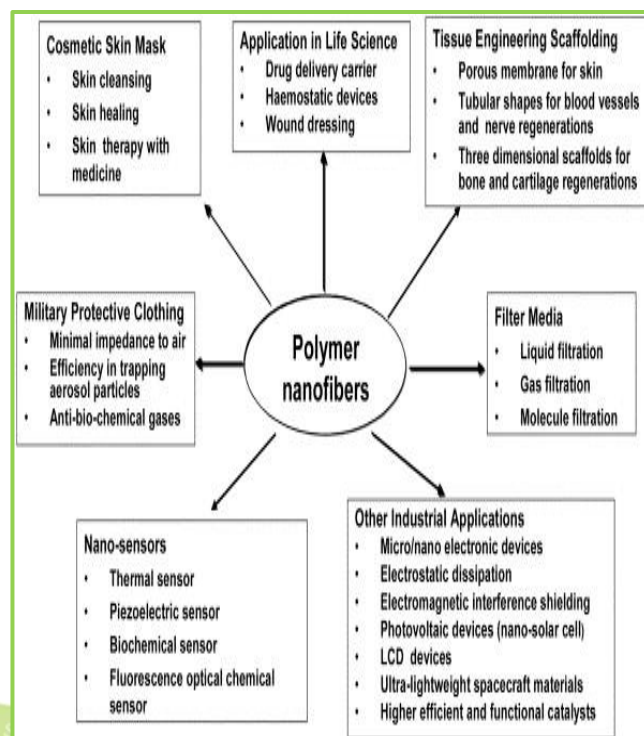 Cosmetic Skin Mask
• Skin cleansing
• Skin healing
• Skin therapy with
medicine
Application in Life Science
• Drug delivery carrier
• Haemostatic devices
• Wound dressing
Tissue Engineering Scaffolding
• Porous membrane for skin
• Tubular shapes for blood vessels
and nerve regenerations
• Three dimensional scaffolds for
bone and cartilage regenerations
Military Protective Clothing
• Minimal impedance to air
• Efficiency in trapping
aerosol particles
• Anti-bio-chemical gases
Polymer
nanofibers
Filter Media
• Liquid filtration
• Gas filtration
• Molecule filtration
Nano-sensors
• Thermal sensor
• Piezoelectric sensor
• Biochemical sensor
• Fluorescence optical chemical
sensor
Other Industrial Applications
• Micro/nano electronic devices
• Electrostatic dissipation
• Electromagnetic interference shielding
• Photovoltaic devices (nano-solar cell)
• LCD devices
• Ultra-lightweight spacecraft materials
• Higher efficient and functional catalysts